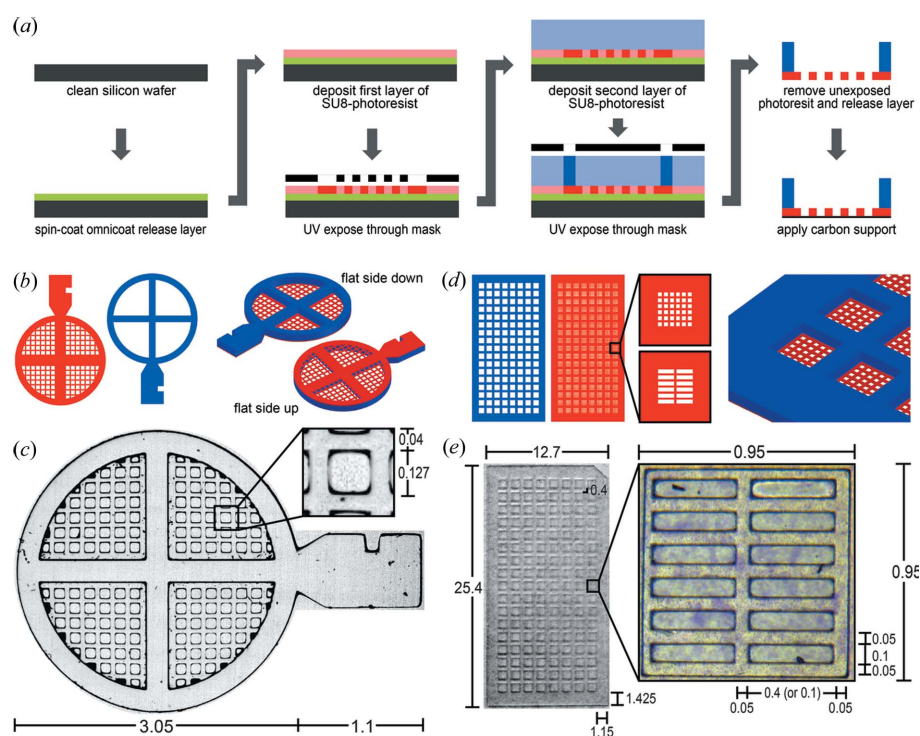 (a)
clean silicon wafer
spin-coat omnicoat release layer
deposit first layer of
SU8-photoresist
UV expose through mask
deposit second layer of
SU8-photoresist
UV expose through mask
remove unexposed
photoresit and release layer
apply carbon support
(b)
flat side down
flat side up
(c)
0.04
0.127
3.05
1.1
(d)
(e)
12.7
0.4
25.4
1.425
1.15
0.95
0.95
0.05
0.1
0.05
0.4 (or 0.1)
0.05
0.05